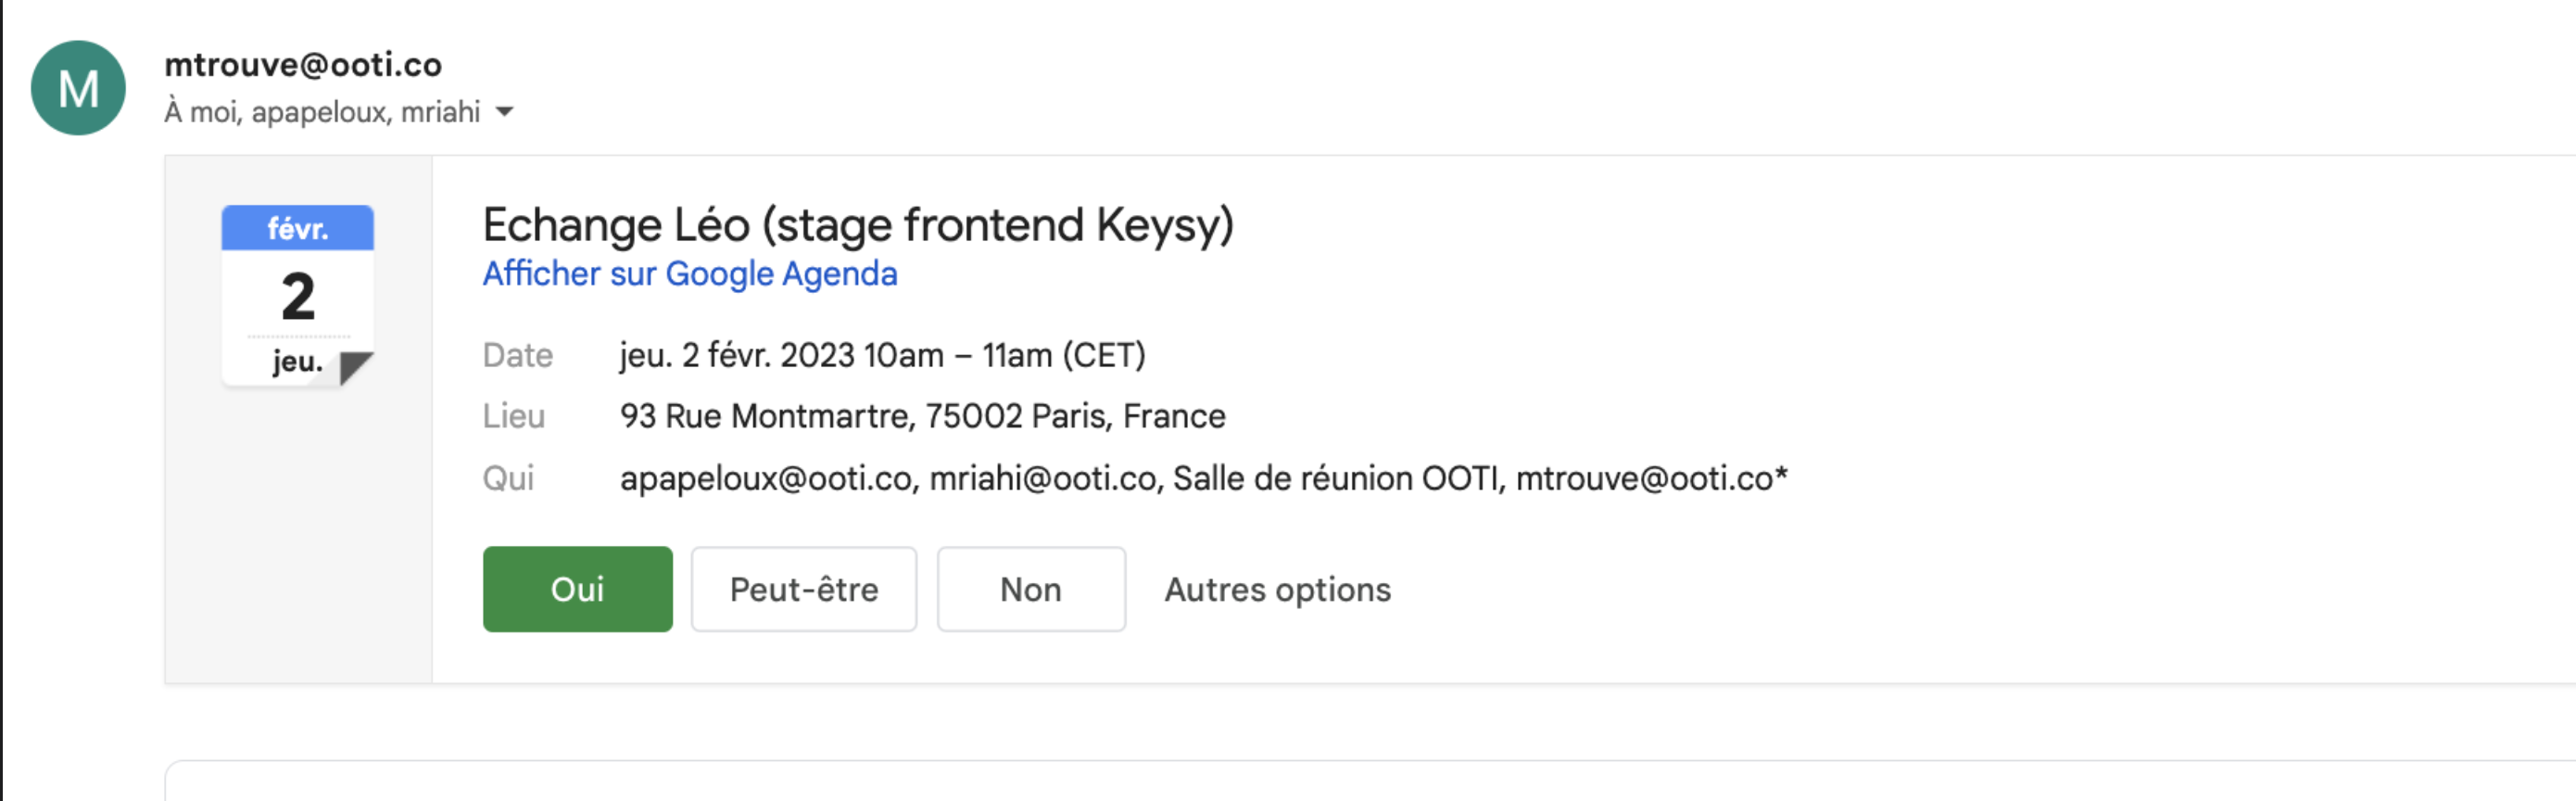 M
mtrouve@ooti.co
À moi, apapeloux, mriahi
févr.
2
jeu.
Echange Léo (stage frontend Keysy)
Afficher sur Google Agenda
Date jeu. 2 févr. 2023 10am – 11am (CET)
Lieu 93 Rue Montmartre, 75002 Paris, France
Qui apapeloux@ooti.co, mriahi@ooti.co, Salle de réunion OOTI, mtrouve@ooti.co*
Oui Peut-être Non Autres options